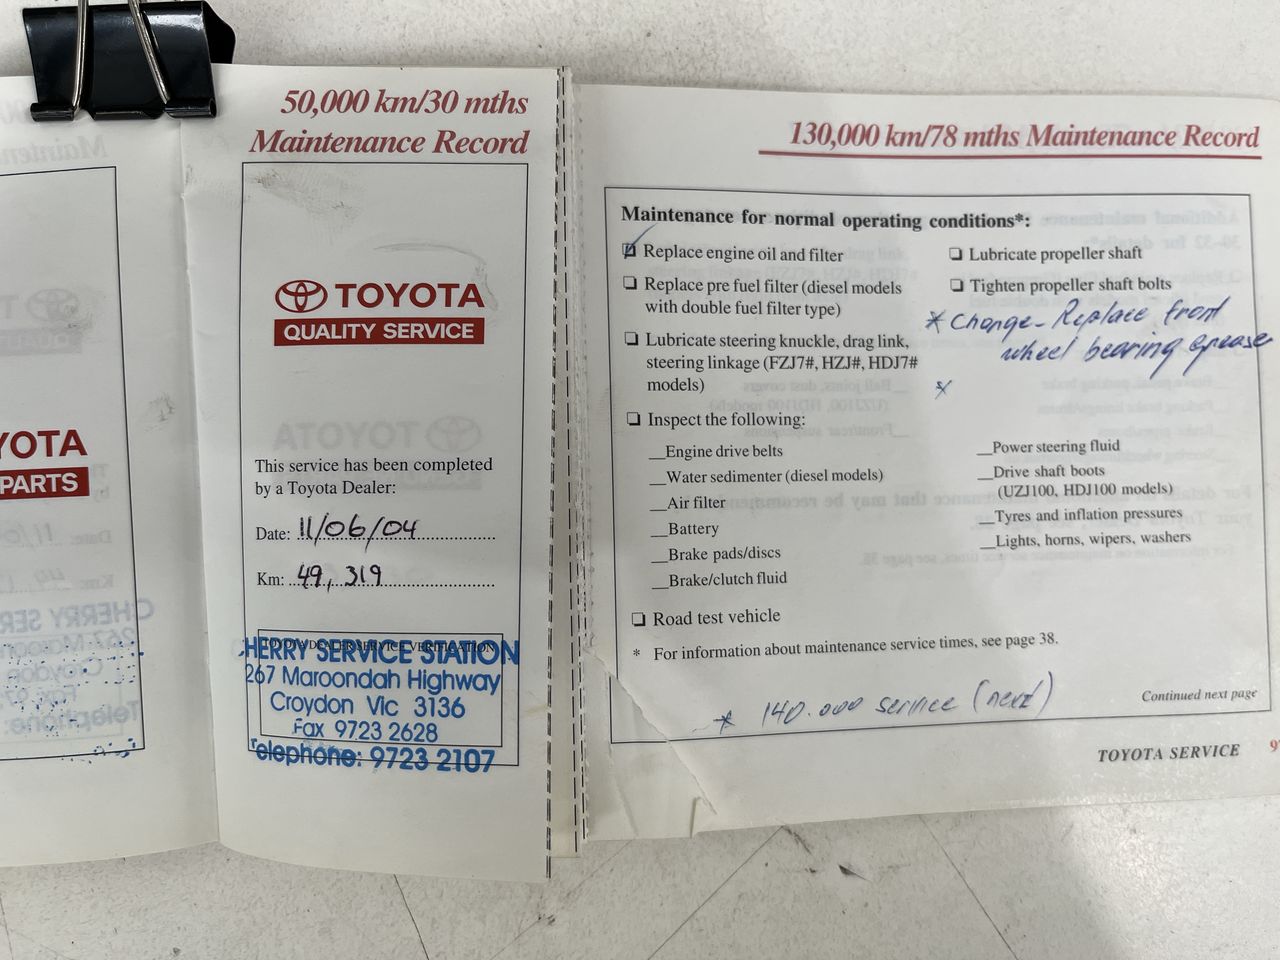 50,000 km/30 mths
Maintenance Record
TOYOTA
QUALITY SERVICE
This service has been completed
by a Toyota Dealer:
Date: 11/06/04
Km: 49,319
TOYOTA DEALER SERVICE VERIFICATION
HERRY SERVICE STATION
267 Maroondah Highway
Croydon Vic 3136
Fax 9723 2628
Telephone: 9723 2107
YOTA
PARTS
130,000 km/78 mths Maintenance Record
Maintenance for normal operating conditions*:
❏ Replace engine oil and filter
❏ Replace pre fuel filter (diesel models
with double fuel filter type)
❏ Lubricate steering knuckle, drag link,
steering linkage (FZJ7#, HZJ#, HDJ7#
models)
❏ Inspect the following:
__Engine drive belts
__Water sedimenter (diesel models)
__Air filter
__Battery
__Brake pads/discs
__Brake/clutch fluid
❏ Road test vehicle
* For information about maintenance service times, see page 38.
❏ Lubricate propeller shaft
❏ Tighten propeller shaft bolts
* Change - Replace front
wheel bearing grease
*
__Power steering fluid
__Drive shaft boots
(UZJ100, HDJ100 models)
__Tyres and inflation pressures
__Lights, horns, wipers, washers
* 140.000 service (next)
Continued next page
TOYOTA SERVICE 9